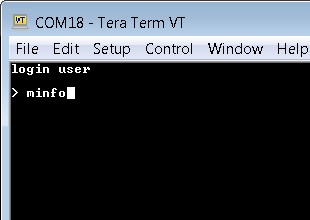 COM18 - Tera Term VT
File Edit Setup Control Window Help
login user
> minfo